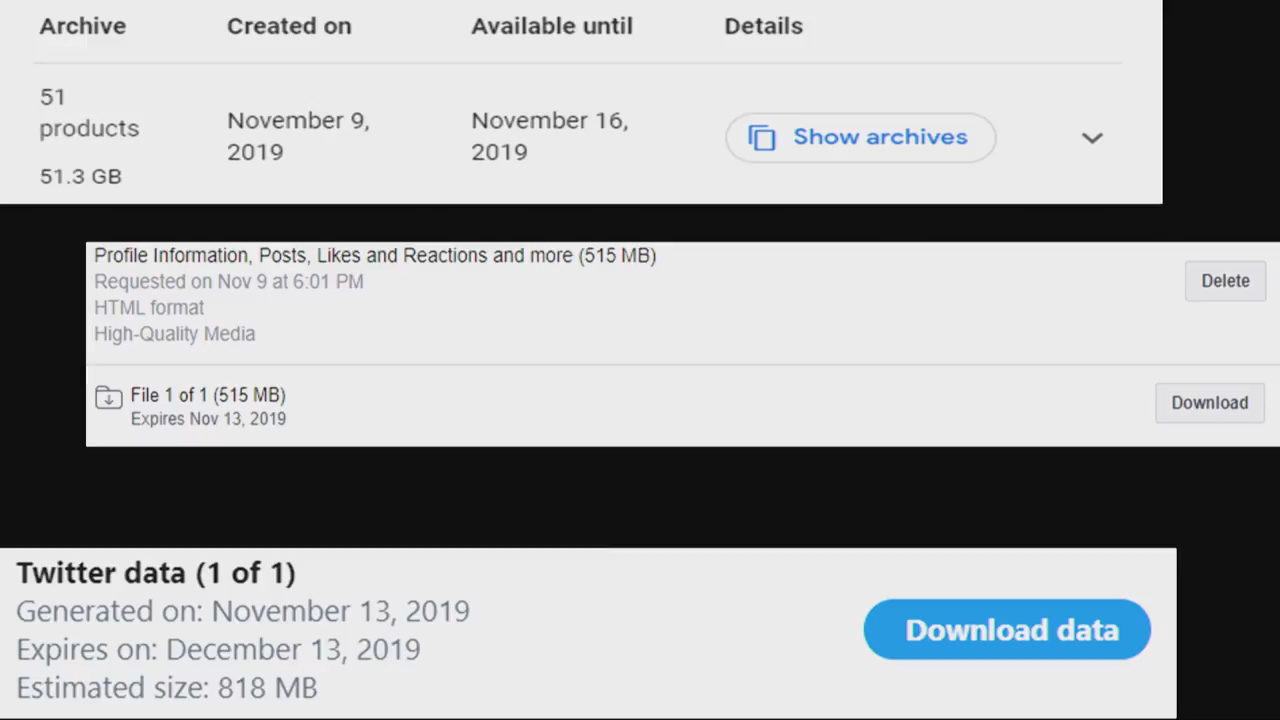 Archive Created on Available until Details
51
products
51.3 GB
November 9,
2019
November 16,
2019
Show archives
Profile Information, Posts, Likes and Reactions and more (515 MB)
Requested on Nov 9 at 6:01 PM
HTML format
High-Quality Media
Delete
File 1 of 1 (515 MB)
Expires Nov 13, 2019
Download
Twitter data (1 of 1)
Generated on: November 13, 2019
Expires on: December 13, 2019
Estimated size: 818 MB
Download data